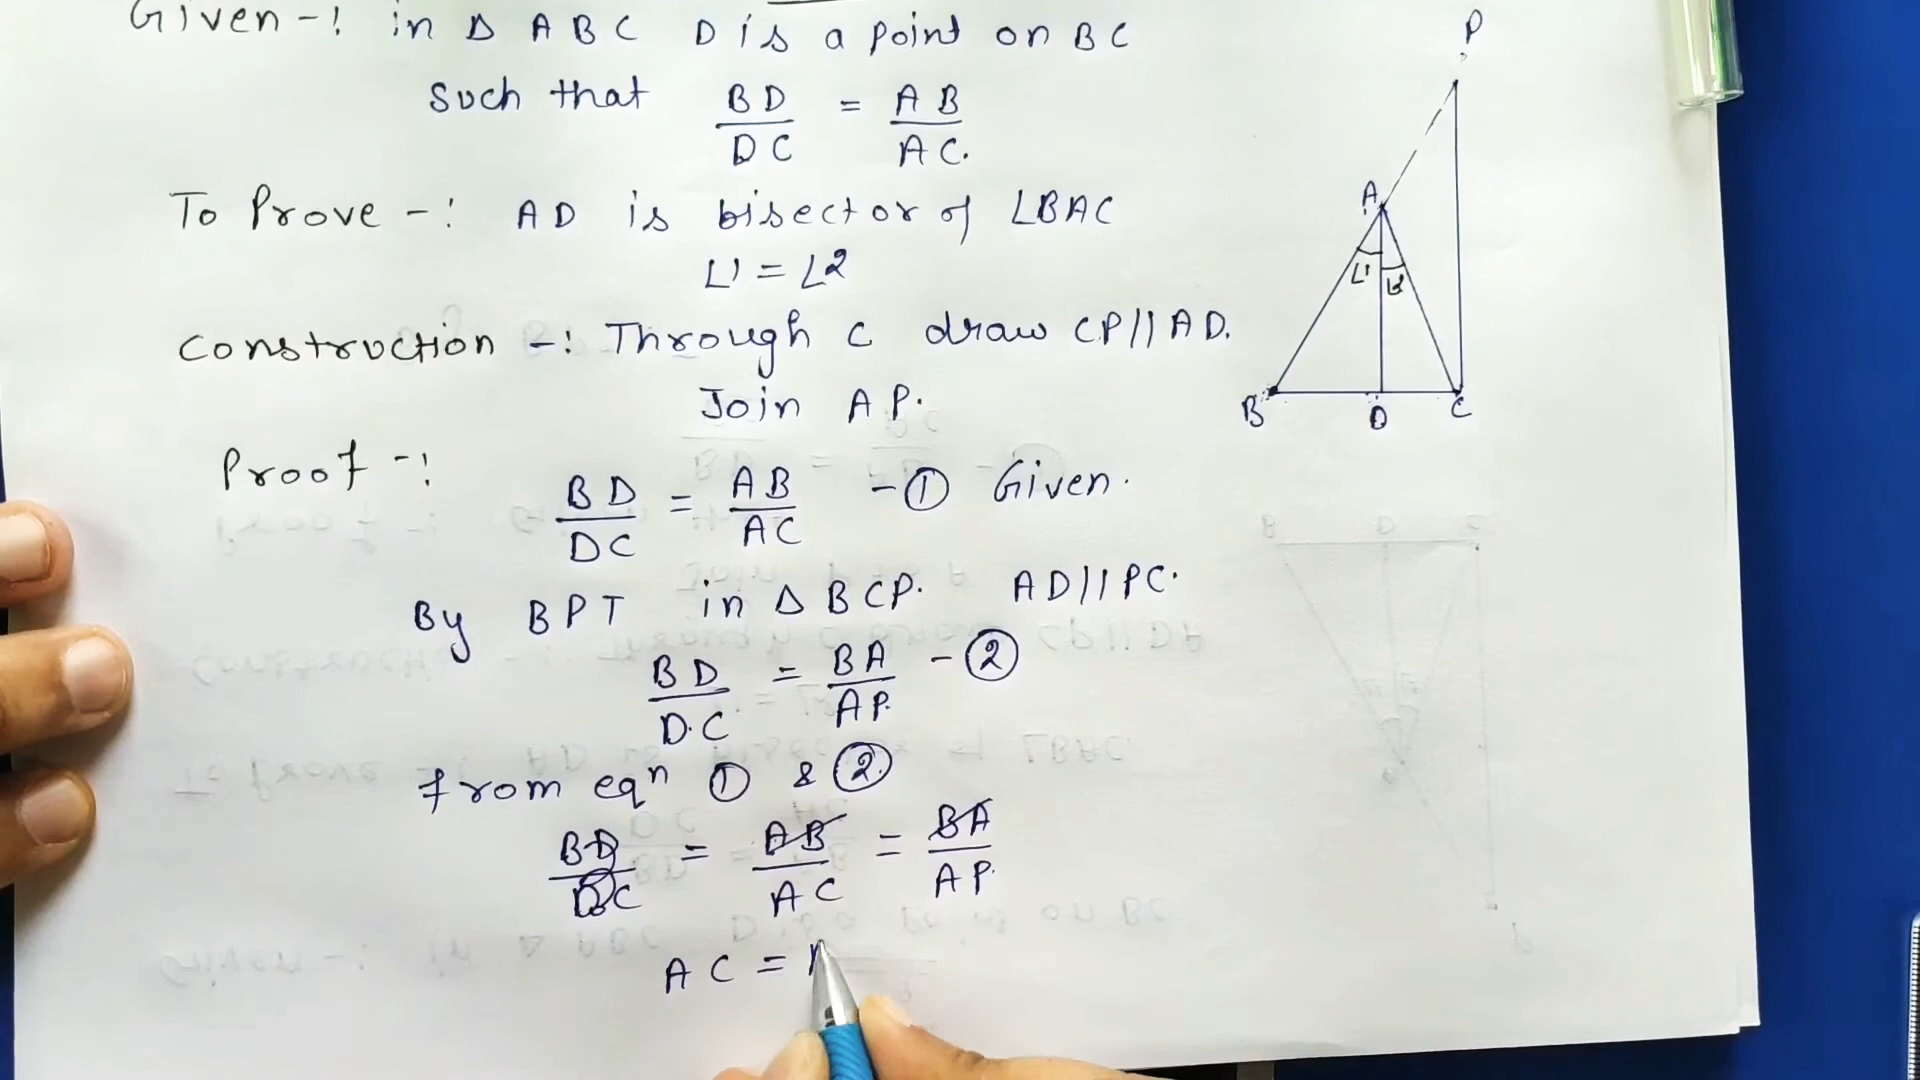 Given -: in Δ ABC D is a point on BC
such that BD/DC = AB/AC.
To Prove -: AD is bisector of ∠BAC
∠1 = ∠2
Construction -: Through C draw CP||AD.
Join AP.
Proof -:
BD/DC = AB/AC - ① Given.
By BPT in Δ BCP. AD||PC.
BD/D.C = BA/AP. - ②
from eqⁿ ① & ②
BD/DC = AB/AC = BA/AP.
AC =
P
A
∠1 ∠2
B D C